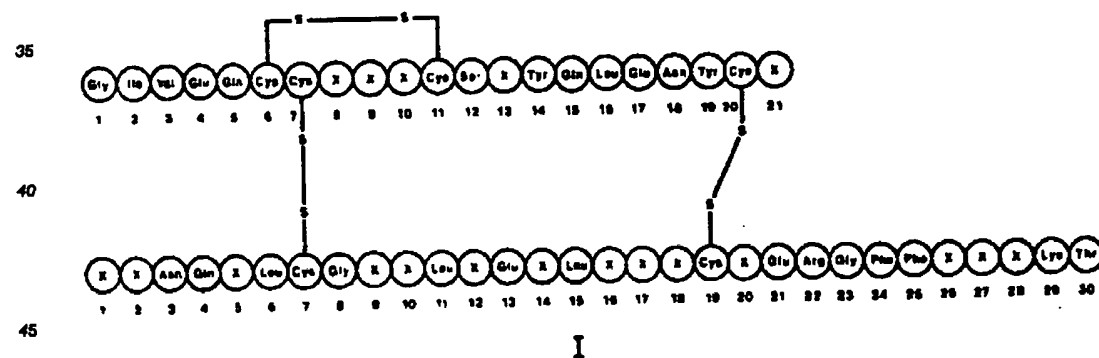 S S
35
Gly Ile Val Glu Gln Cys Cys X X X Cys Ser X Tyr Gln Leu Glu Asn Tyr Cys X
1 2 3 4 5 6 7 8 9 10 11 12 13 14 15 16 17 18 19 20 21
S S
40
S S
X X Asn Gln X Leu Cys Gly X X Leu X Glu X Leu X X X Cys X Glu Arg Gly Phe Phe X X X Lys Thr
1 2 3 4 5 6 7 8 9 10 11 12 13 14 15 16 17 18 19 20 21 22 23 24 25 26 27 28 29 30
45
I